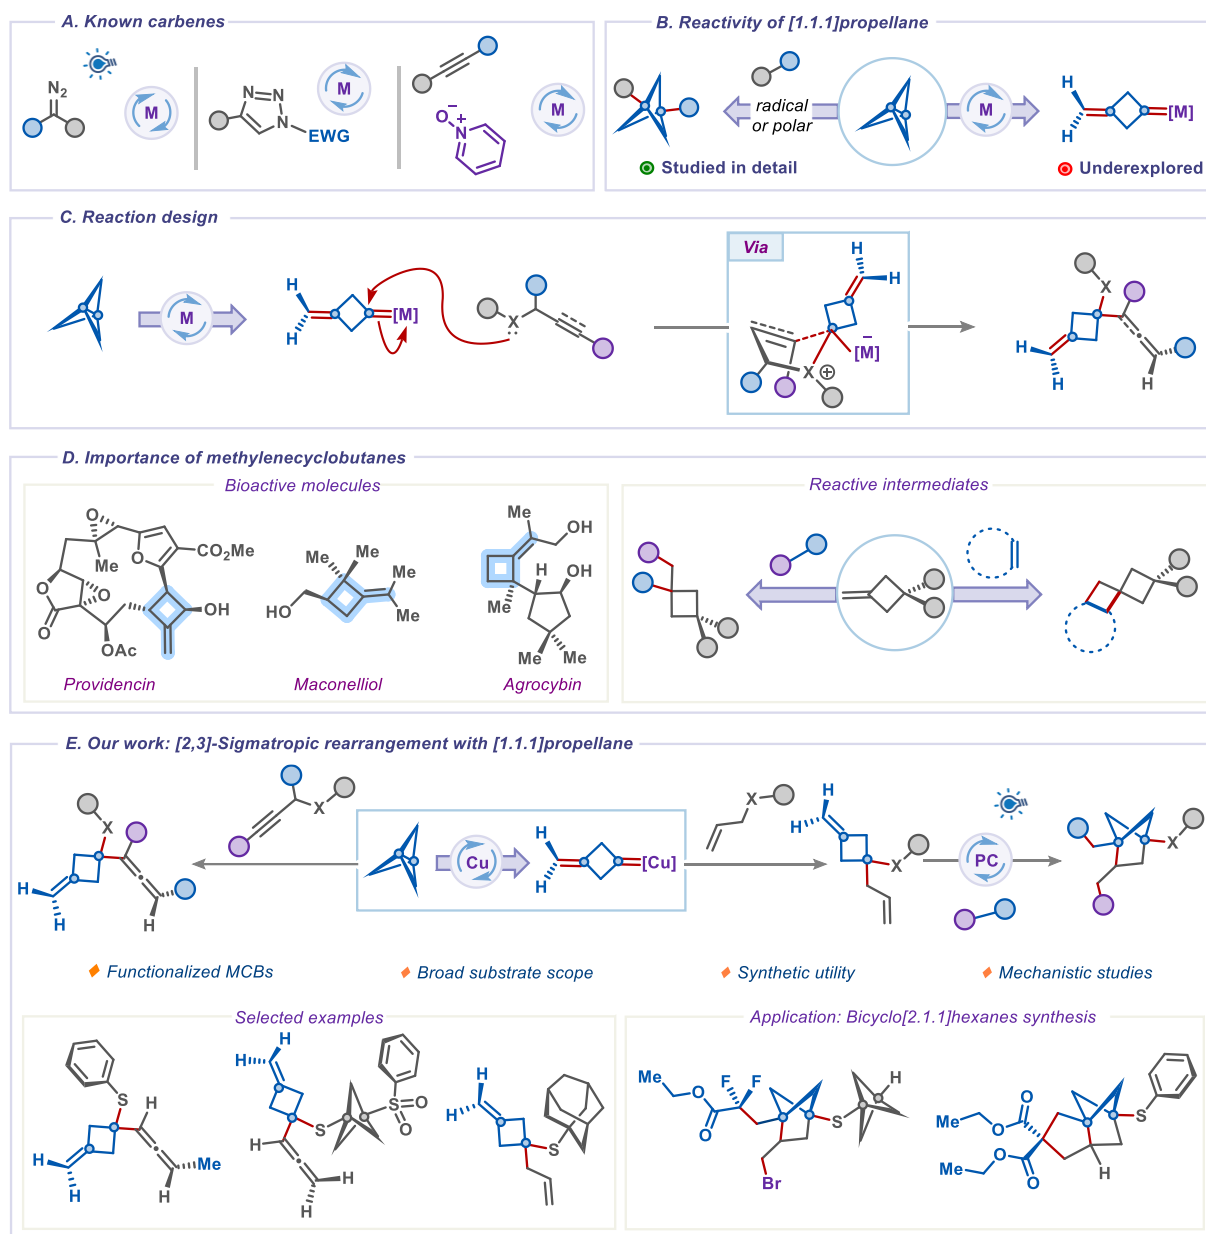 A. Known carbenes
N2
M
N
N
N
EWG
M
O
−
+
N
M
B. Reactivity of [1.1.1]propellane
radical
or polar
M
H
H
[M]
Studied in detail
Underexplored
C. Reaction design
M
H
H
[M]
X
Via
H
H
−
[M]
X
+
X
H
H
H
D. Importance of methylenecyclobutanes
Bioactive molecules
O
Me
O
CO2Me
O
O
O
OH
OAc
Providencin
Me
Me
Me
Me
HO
Maconelliol
Me
OH
H
OH
Me
Me
Me
Agrocybin
Reactive intermediates
E. Our work: [2,3]-Sigmatropic rearrangement with [1.1.1]propellane
X
H
H
H
X
Cu
H
H
[Cu]
X
H
H
X
PC
X
Functionalized MCBs
Broad substrate scope
Synthetic utility
Mechanistic studies
Selected examples
S
H
H
H
Me
H
H
H
S
S
O
O
H
H
H
H
H
S
Application: Bicyclo[2.1.1]hexanes synthesis
Me
O
O
F
F
S
H
Br
Me
O
O
Me
O
O
S
H